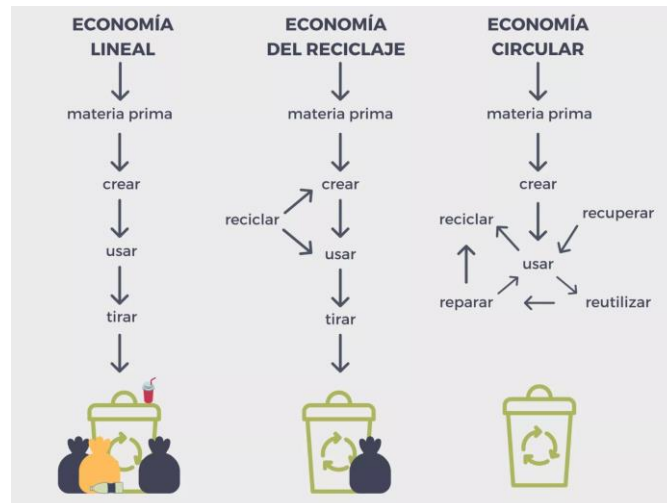 ECONOMÍA
LINEAL
materia prima
crear
usar
tirar
ECONOMÍA
DEL RECICLAJE
materia prima
crear
reciclar
usar
tirar
ECONOMÍA
CIRCULAR
materia prima
crear
reciclar
recuperar
usar
reparar
reutilizar